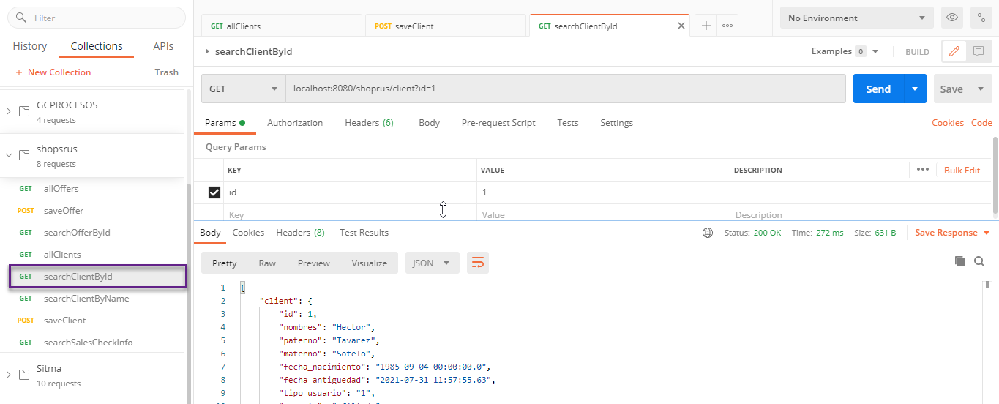 Filter
History Collections APIs
+ New Collection Trash
GCPROCESOS
4 requests
shopsrus
8 requests
GET allOffers
POST saveOffer
GET searchOfferById
GET allClients
GET searchClientById
GET searchClientByName
POST saveClient
GET searchSalesCheckInfo
Sitma
10 requests
GET allClients POST saveClient GET searchClientById
No Environment
searchClientById Examples 0 BUILD
GET localhost:8080/shoprus/client?id=1 Send Save
Params Authorization Headers (6) Body Pre-request Script Tests Settings Cookies Code
Query Params
KEY VALUE DESCRIPTION Bulk Edit
id 1
Key Value Description
Body Cookies Headers (8) Test Results Status: 200 OK Time: 272 ms Size: 631 B Save Response
Pretty Raw Preview Visualize JSON
1 {
2 "client": {
3 "id": 1,
4 "nombres": "Hector",
5 "paterno": "Tavarez",
6 "materno": "Sotelo",
7 "fecha_nacimiento": "1985-09-04 00:00:00.0",
8 "fecha_antiguedad": "2021-07-31 11:57:55.63",
9 "tipo_usuario": "1",